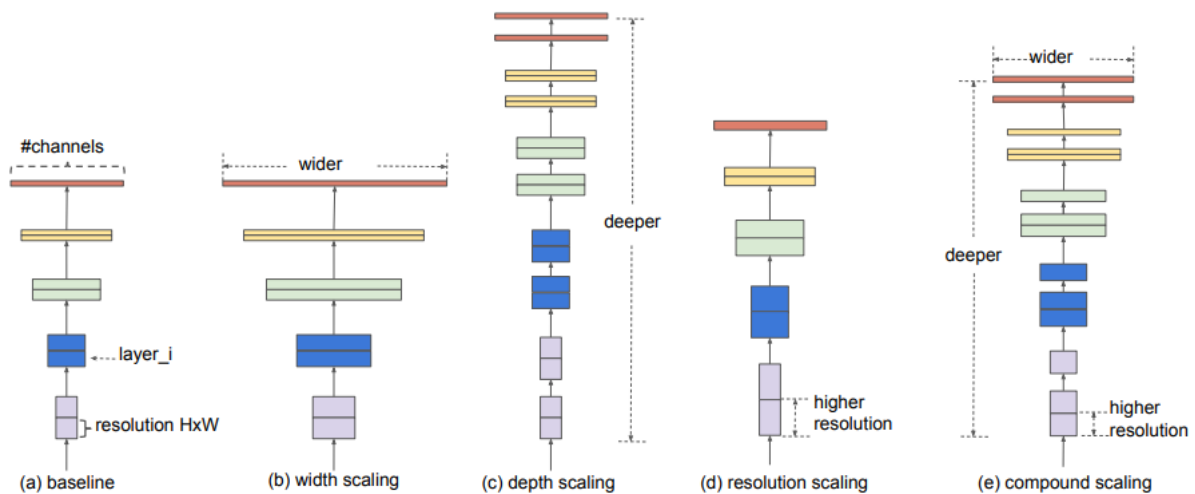 #channels
layer_i
resolution HxW
(a) baseline
wider
(b) width scaling
deeper
(c) depth scaling
higher
resolution
(d) resolution scaling
wider
deeper
higher
resolution
(e) compound scaling